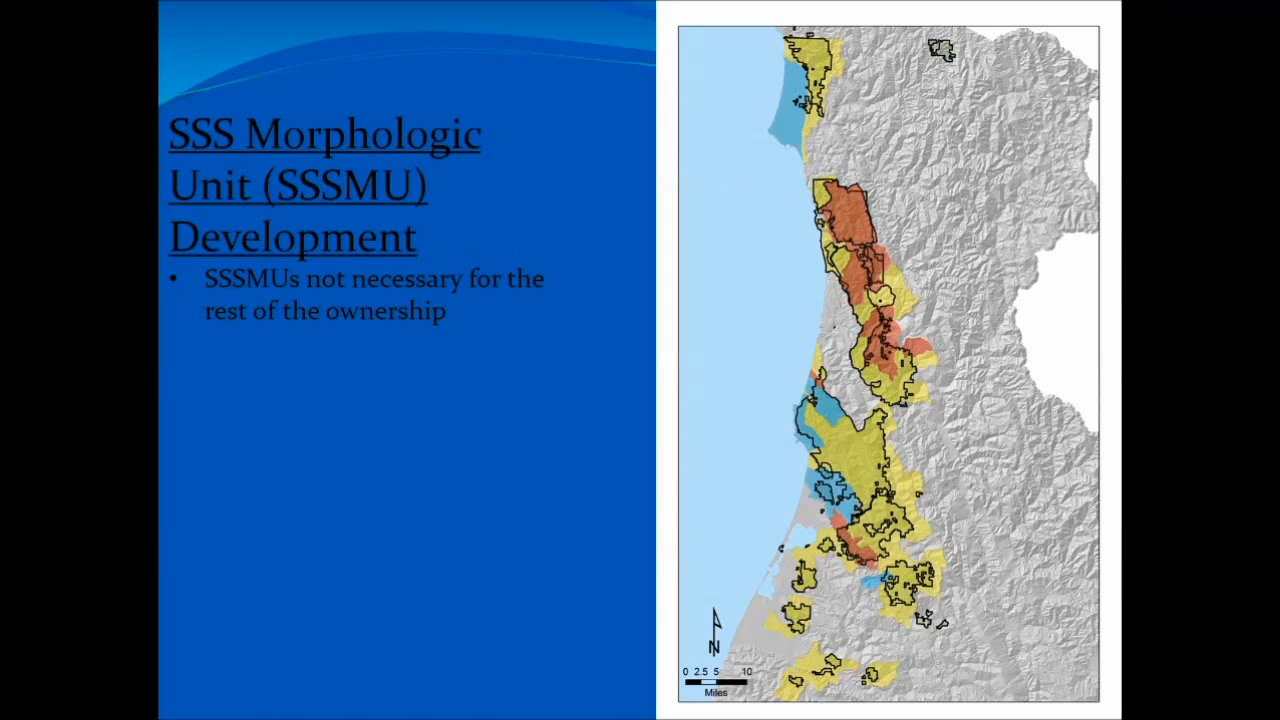 SSS Morphologic
Unit (SSSMU)
Development
• SSSMUs not necessary for the
rest of the ownership
N
0 2.5 5 10
Miles